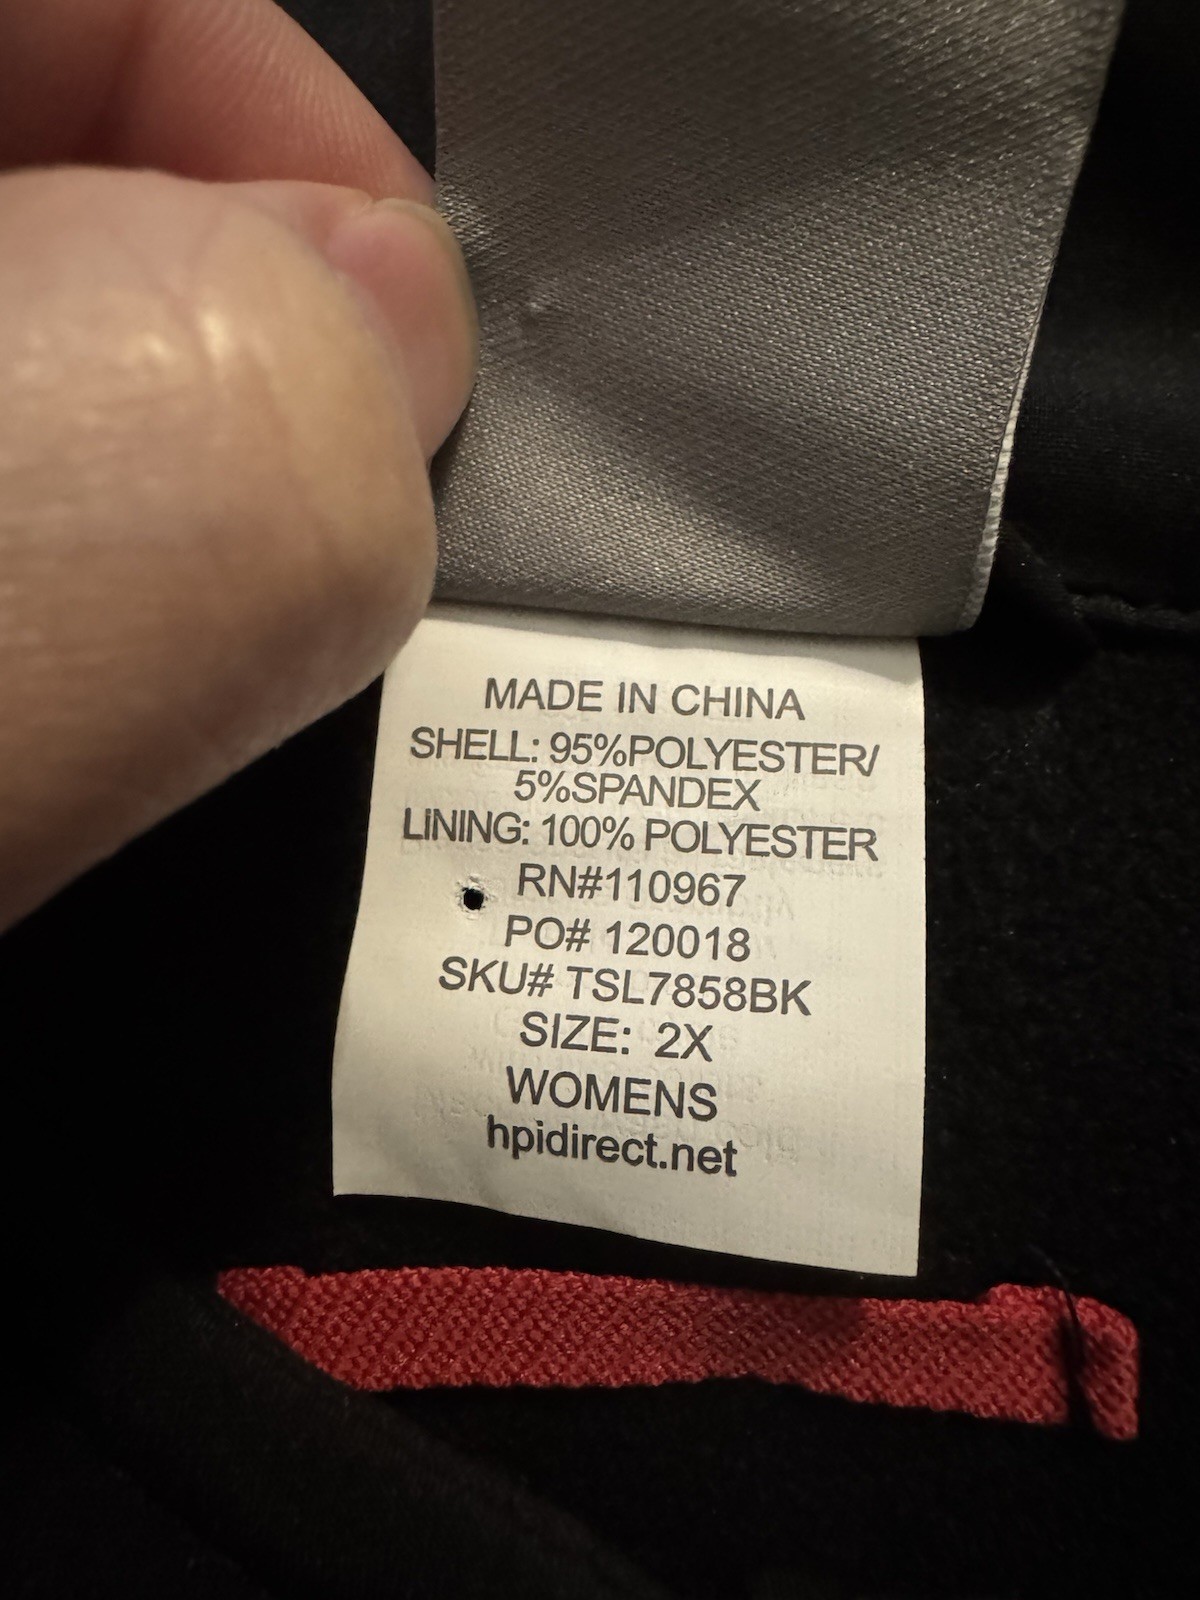 MADE IN CHINA
SHELL: 95%POLYESTER/
5%SPANDEX
LiNING: 100% POLYESTER
RN#110967
PO# 120018
SKU# TSL7858BK
SIZE: 2X
WOMENS
hpidirect.net